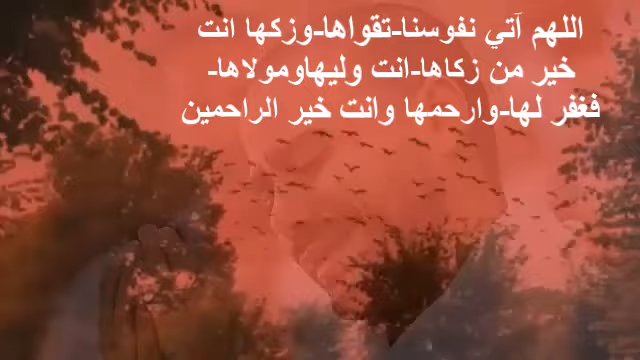 اللهم آتي نفوسنا-تقواها-وزكها انت
خير من زكاها-انت وليهاومولاها-
فغفر لها-وارحمها وانت خير الراحمين